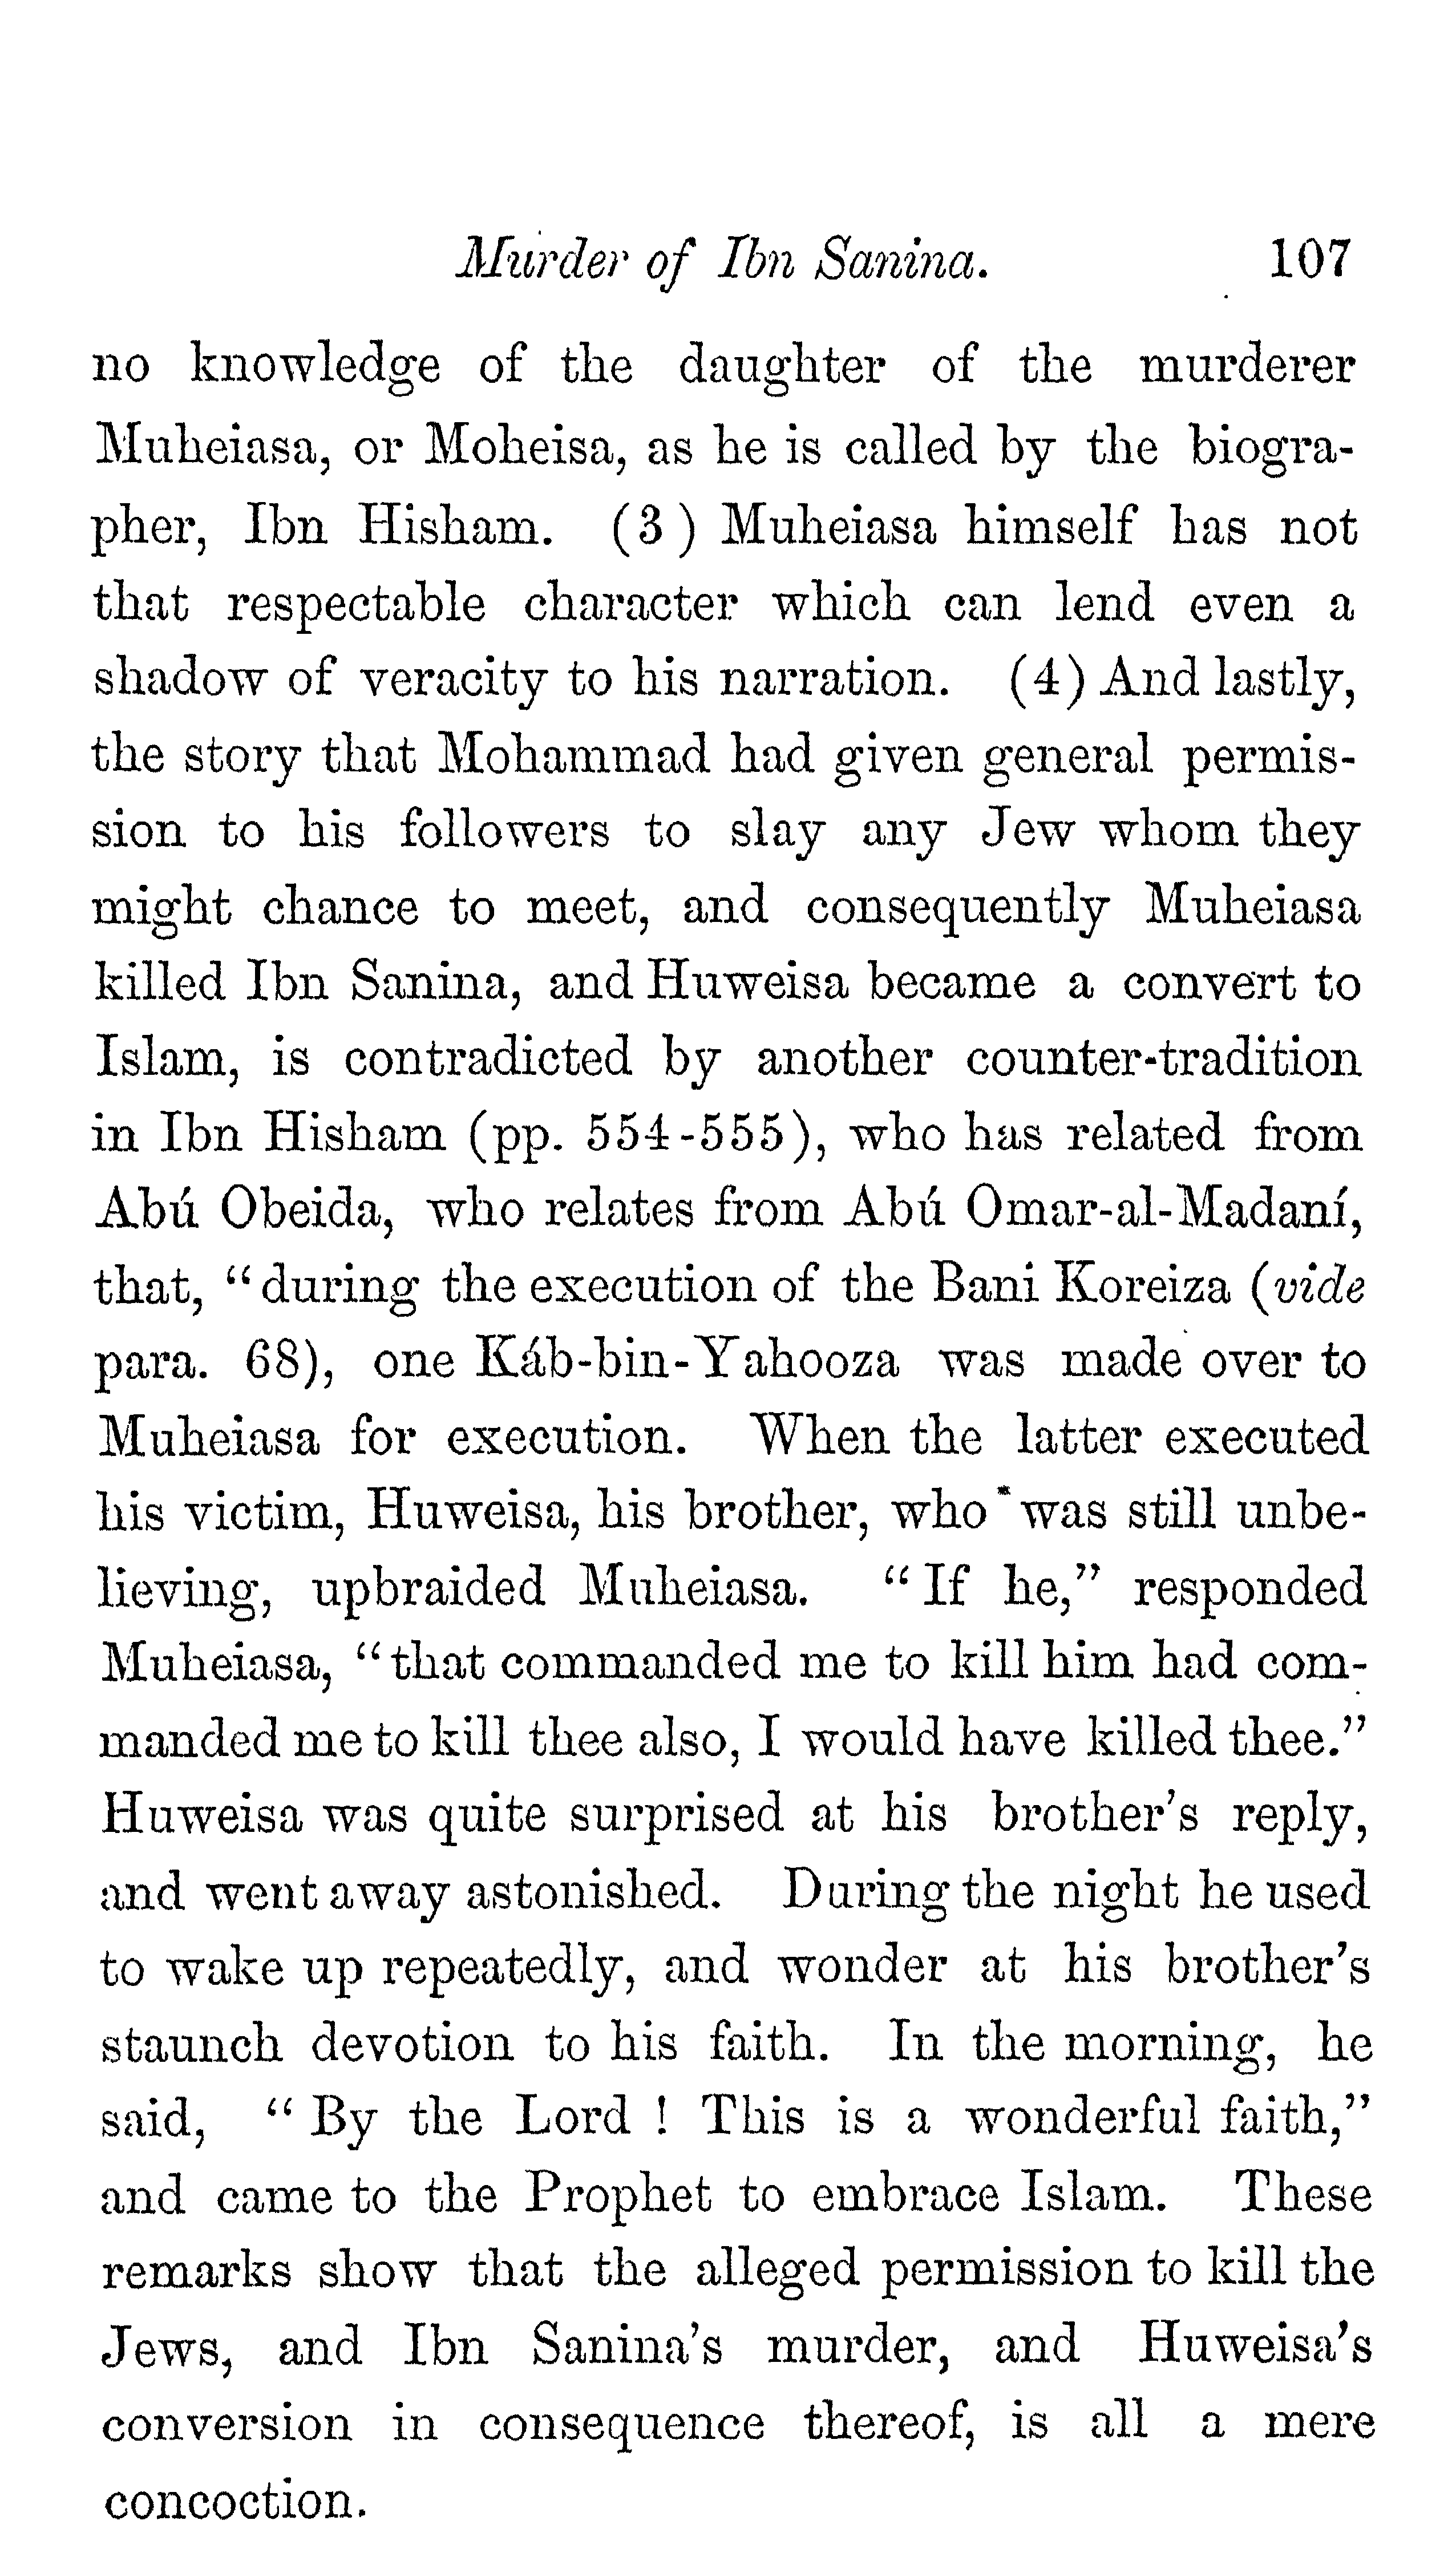 Murder of Ibn Sanina. 107
no knowledge of the daughter of the murderer
Muheiasa, or Moheisa, as he is called by the biogra-
pher, Ibn Hisham. (3) Muheiasa himself has not
that respectable character which can lend even a
shadow of veracity to his narration. (4) And lastly,
the story that Mohammad had given general permis-
sion to his followers to slay any Jew whom they
might chance to meet, and consequently Muheiasa
killed Ibn Sanina, and Huweisa became a convert to
Islam, is contradicted by another counter-tradition
in Ibn Hisham (pp. 554-555), who has related from
Abú Obeida, who relates from Abú Omar-al-Madaní,
that, "during the execution of the Bani Koreiza (vide
para. 68), one Káb-bin-Yahooza was made over to
Muheiasa for execution. When the latter executed
his victim, Huweisa, his brother, who was still unbe-
lieving, upbraided Muheiasa. "If he," responded
Muheiasa, "that commanded me to kill him had com-
manded me to kill thee also, I would have killed thee."
Huweisa was quite surprised at his brother's reply,
and went away astonished. During the night he used
to wake up repeatedly, and wonder at his brother's
staunch devotion to his faith. In the morning, he
said, "By the Lord! This is a wonderful faith,"
and came to the Prophet to embrace Islam. These
remarks show that the alleged permission to kill the
Jews, and Ibn Sanina's murder, and Huweisa's
conversion in consequence thereof, is all a mere
concoction.